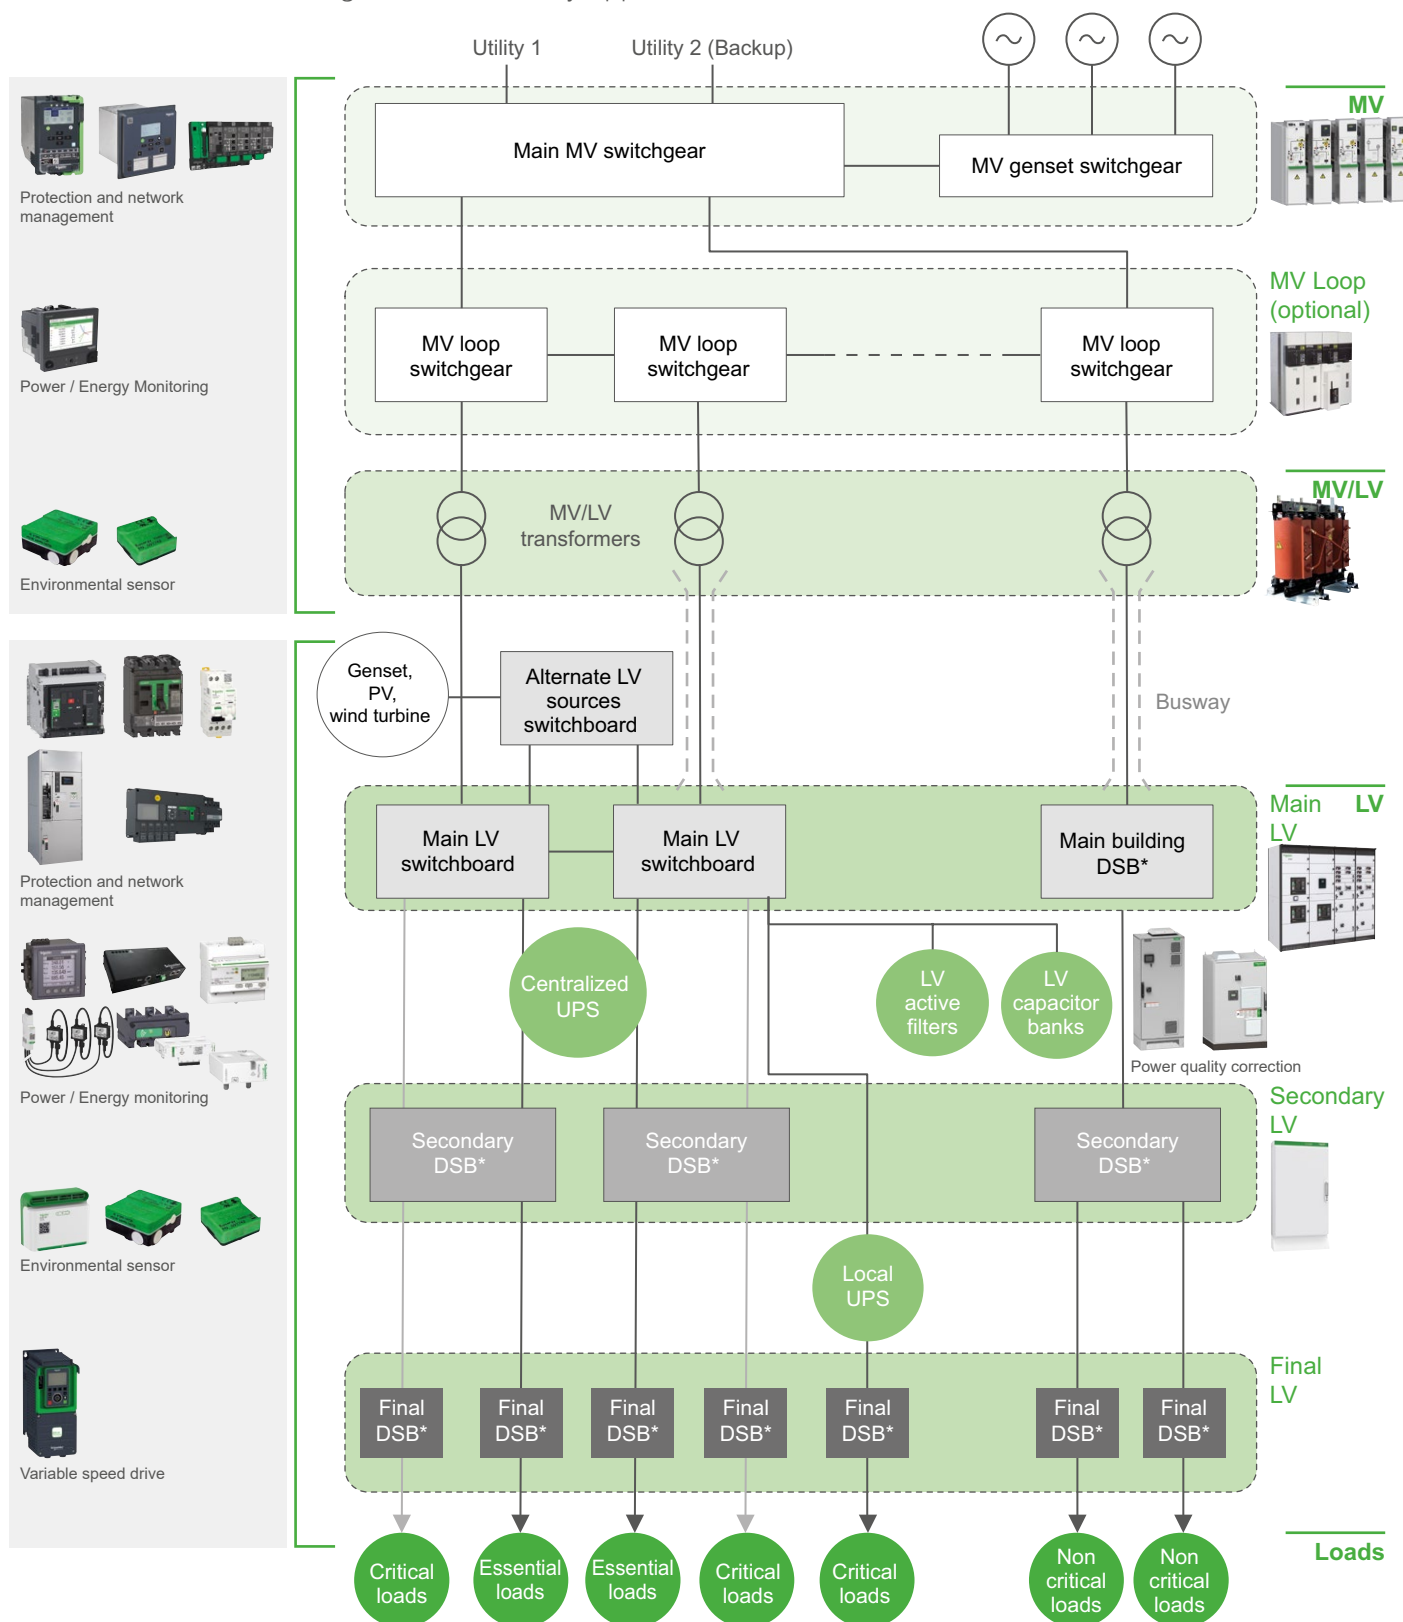 Utility 1
Utility 2 (Backup)
Main MV switchgear
MV genset switchgear
MV
Protection and network
management
MV Loop
(optional)
MV loop
switchgear
MV loop
switchgear
MV loop
switchgear
Power / Energy Monitoring
MV/LV
MV/LV
transformers
Environmental sensor
Genset,
PV,
wind turbine
Alternate LV
sources
switchboard
Busway
Main
LV
LV
Main LV
switchboard
Main LV
switchboard
Main building
DSB*
Protection and network
management
Centralized
UPS
LV
active
filters
LV
capacitor
banks
Power quality correction
Power / Energy monitoring
Secondary
LV
Secondary
DSB*
Secondary
DSB*
Secondary
DSB*
Environmental sensor
Local
UPS
Final
LV
Final
DSB*
Final
DSB*
Final
DSB*
Final
DSB*
Final
DSB*
Final
DSB*
Final
DSB*
Variable speed drive
Loads
Critical
loads
Essential
loads
Essential
loads
Critical
loads
Critical
loads
Non
critical
loads
Non
critical
loads